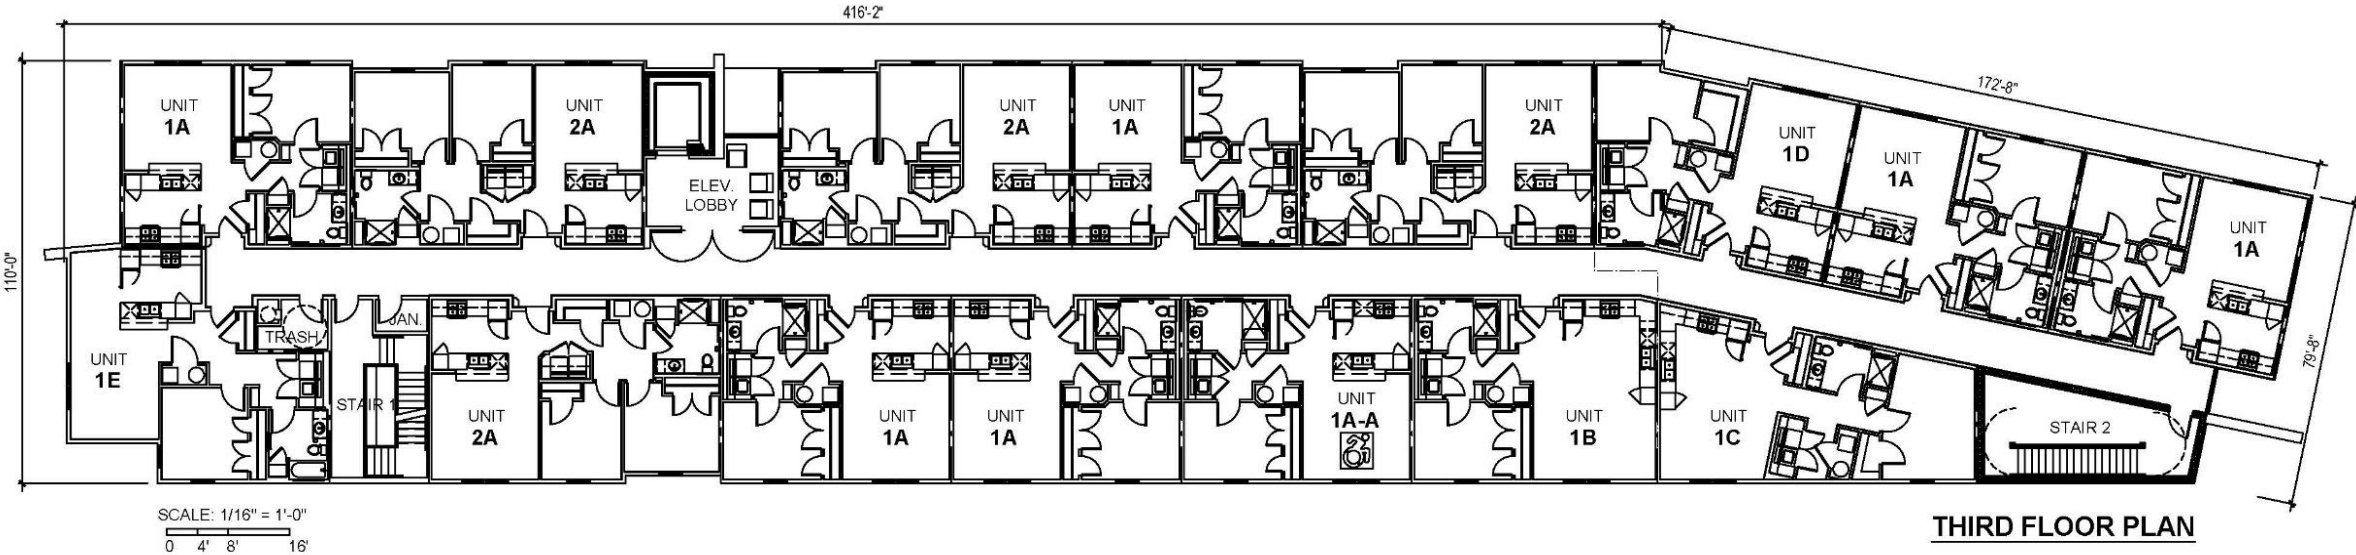 416'-2"
172'-8"
110'-0"
79'-8"
UNIT
1A
UNIT
2A
ELEV.
LOBBY
UNIT
2A
UNIT
1A
UNIT
2A
UNIT
1D
UNIT
1A
UNIT
1A
UNIT
1E
TRASH
JAN.
STAIR 1
UNIT
2A
UNIT
1A
UNIT
1A
UNIT
1A-A
UNIT
1B
UNIT
1C
STAIR 2
SCALE: 1/16" = 1'-0"
0 4' 8' 16'
THIRD FLOOR PLAN